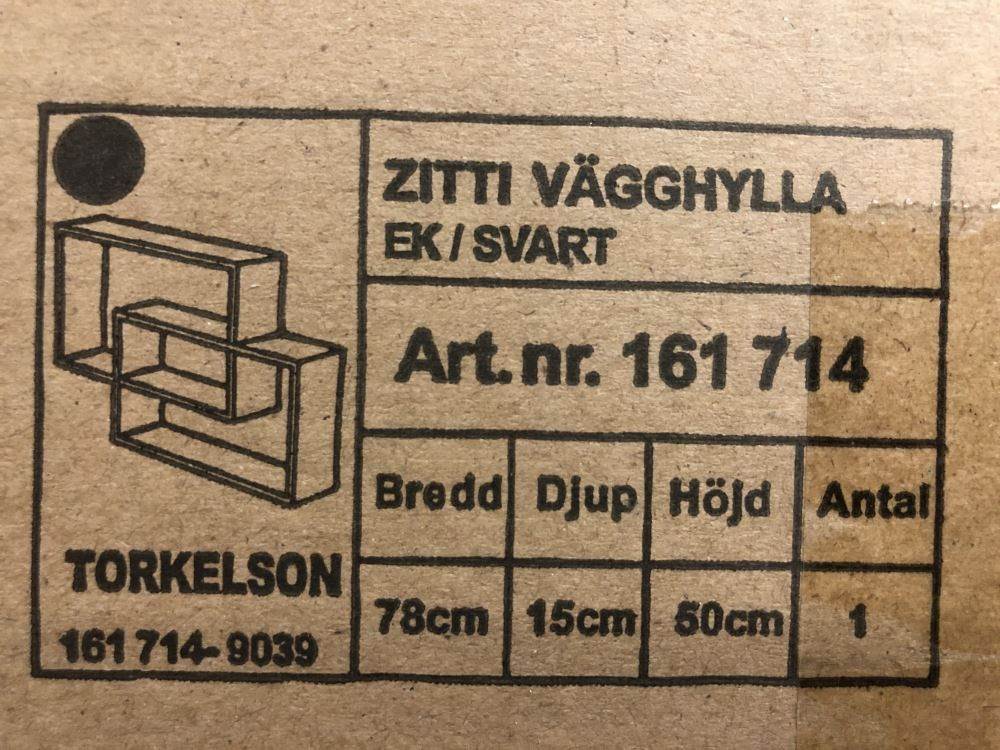 ZITTI VÄGGHYLLA
EK / SVART
Art.nr. 161 714
Bredd Djup Höjd Antal
78cm 15cm 50cm 1
TORKELSON
161 714-9039